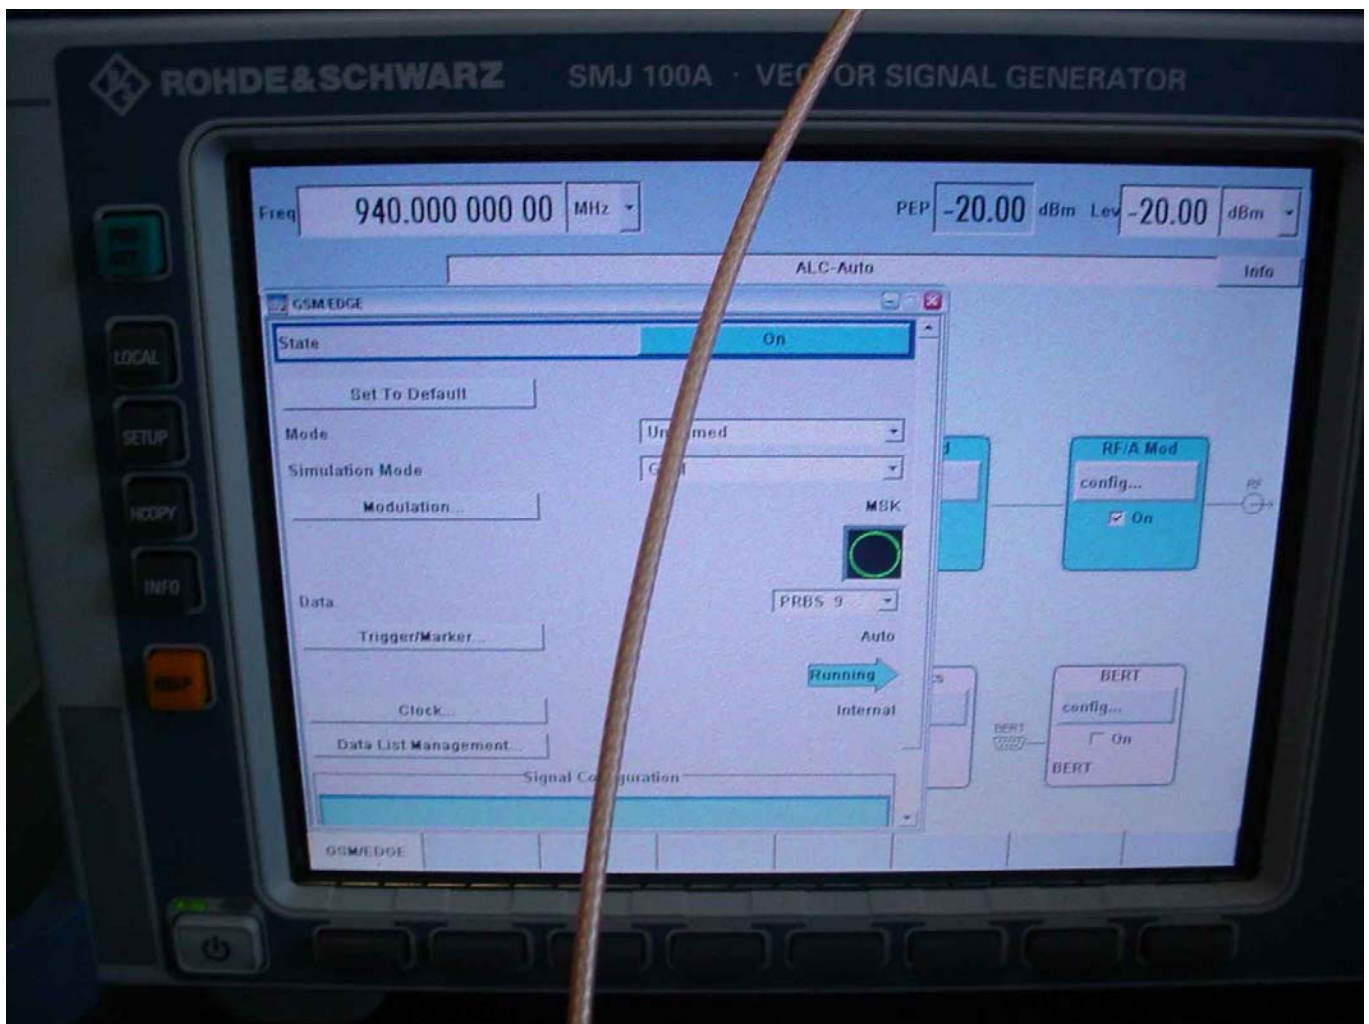 ROHDE&SCHWARZ SMJ 100A · VECTOR SIGNAL GENERATOR
Freq 940.000 000 00 MHz PEP -20.00 dBm Lev -20.00 dBm
ALC-Auto Info
GSM/EDGE
State On
LOCAL
Set To Default
SETUP
Mode
RF/A Mod
Simulation Mode
config...
RF
Modulation... MSK
On
HCOPY
INFO
Data PRBS 9
Trigger/Marker... Auto
Running
BERT
HELP
Clock... Internal
config...
BERT
Data List Management...
On
BERT
Signal
GSM/EDGE